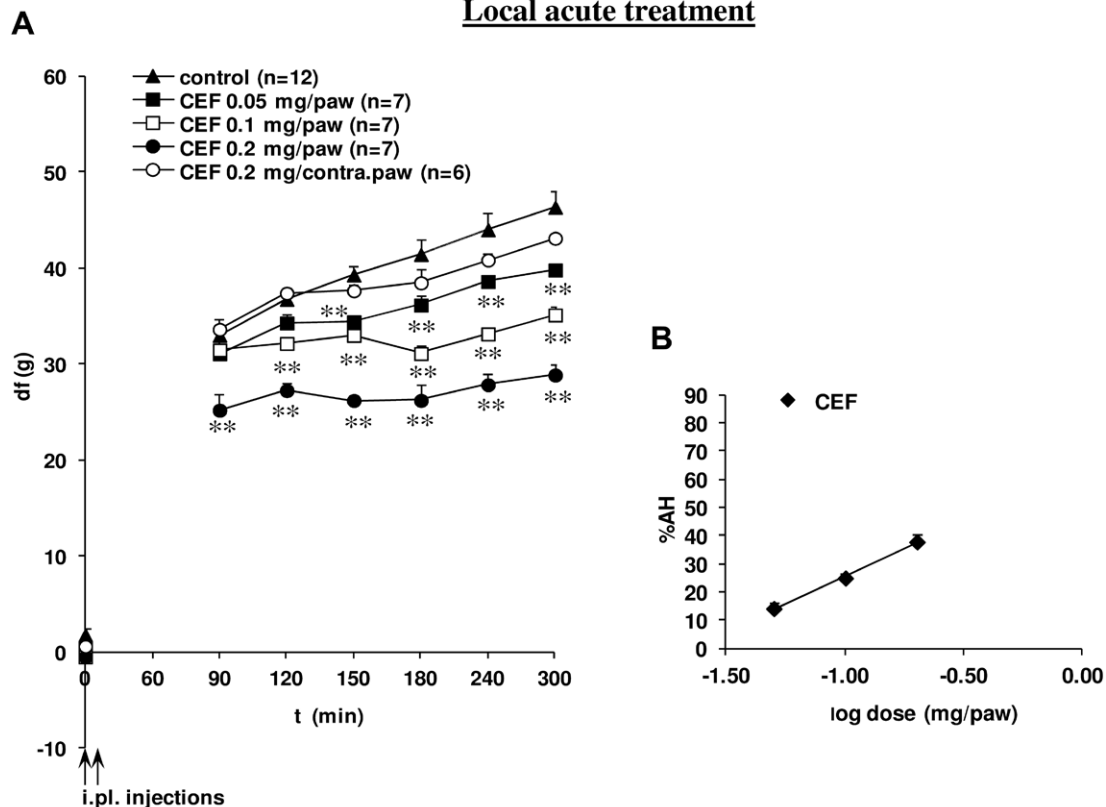 Local acute treatment
A
control (n=12)
CEF 0.05 mg/paw (n=7)
CEF 0.1 mg/paw (n=7)
CEF 0.2 mg/paw (n=7)
CEF 0.2 mg/contra.paw (n=6)
60
50
40
30
20
10
0
-10
df (g)
** ** ** **
** ** ** ** **
** ** ** ** ** **
0 60 90 120 150 180 240 300
t (min)
i.pl. injections
B
CEF
90
80
70
60
50
40
30
20
10
0
%AH
-1.50 -1.00 -0.50 0.00
log dose (mg/paw)